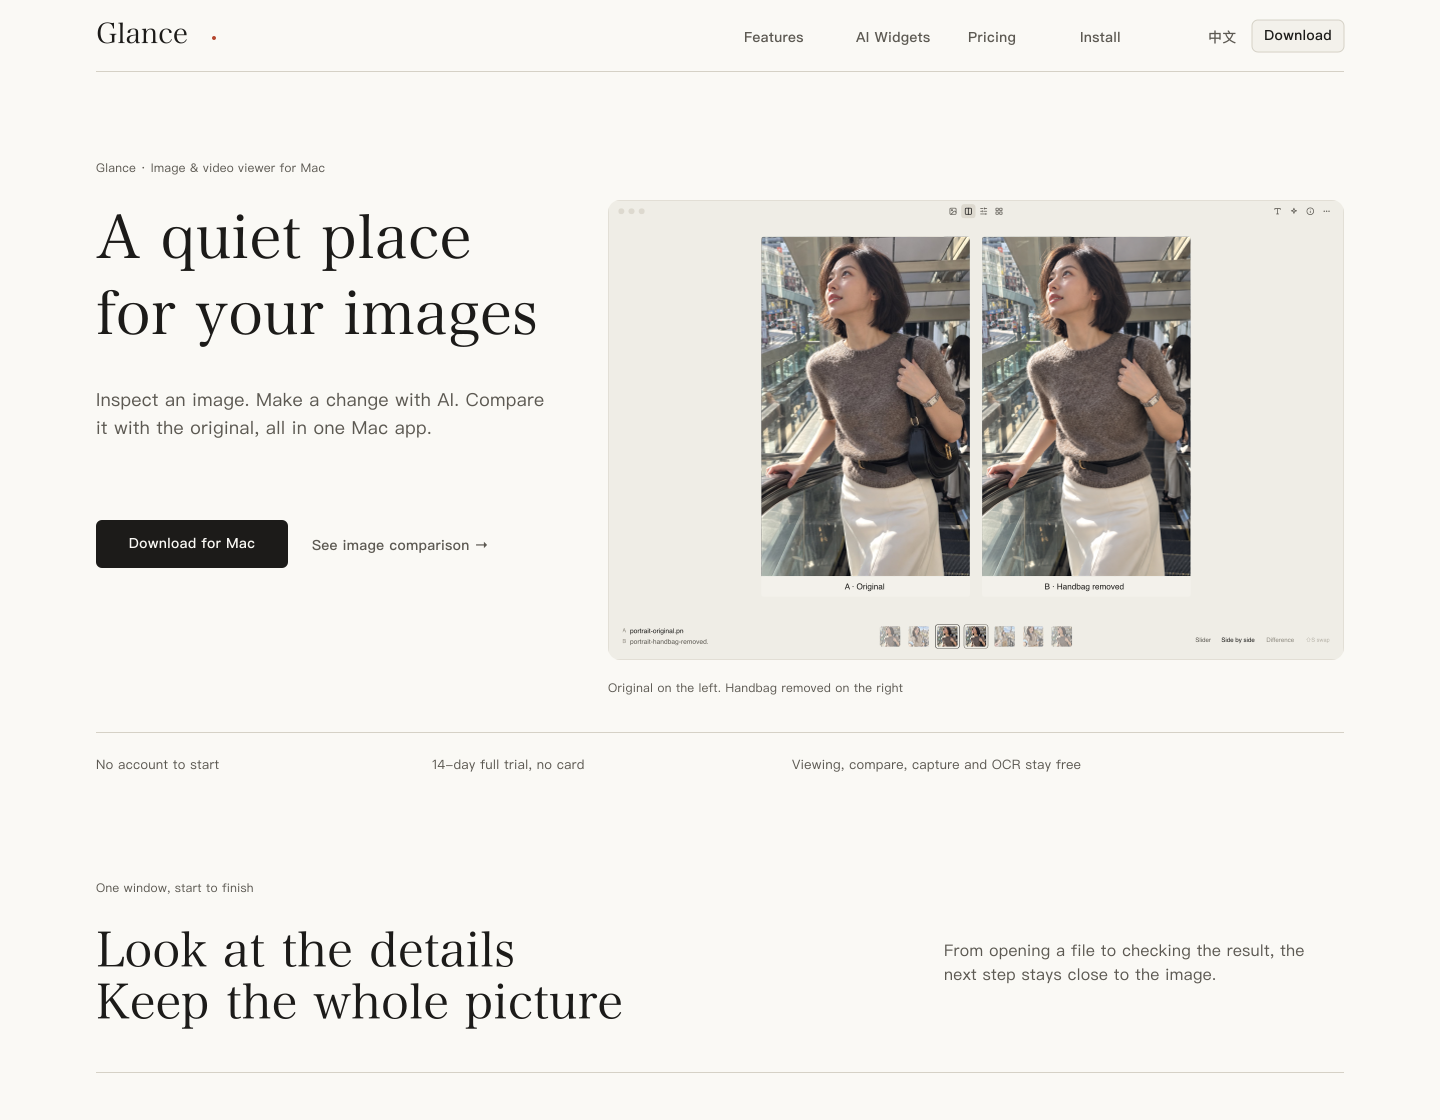 Glance
Features
AI Widgets
Pricing
Install
中文
Download
Glance · Image & video viewer for Mac
A quiet place
for your images
Inspect an image. Make a change with AI. Compare
it with the original, all in one Mac app.
Download for Mac
See image comparison →
A · Original
B · Handbag removed
A portrait-original.pn
B portrait-handbag-removed.
Slider
Side by side
Difference
Original on the left. Handbag removed on the right
No account to start
14-day full trial, no card
Viewing, compare, capture and OCR stay free
One window, start to finish
Look at the details
Keep the whole picture
From opening a file to checking the result, the
next step stays close to the image.